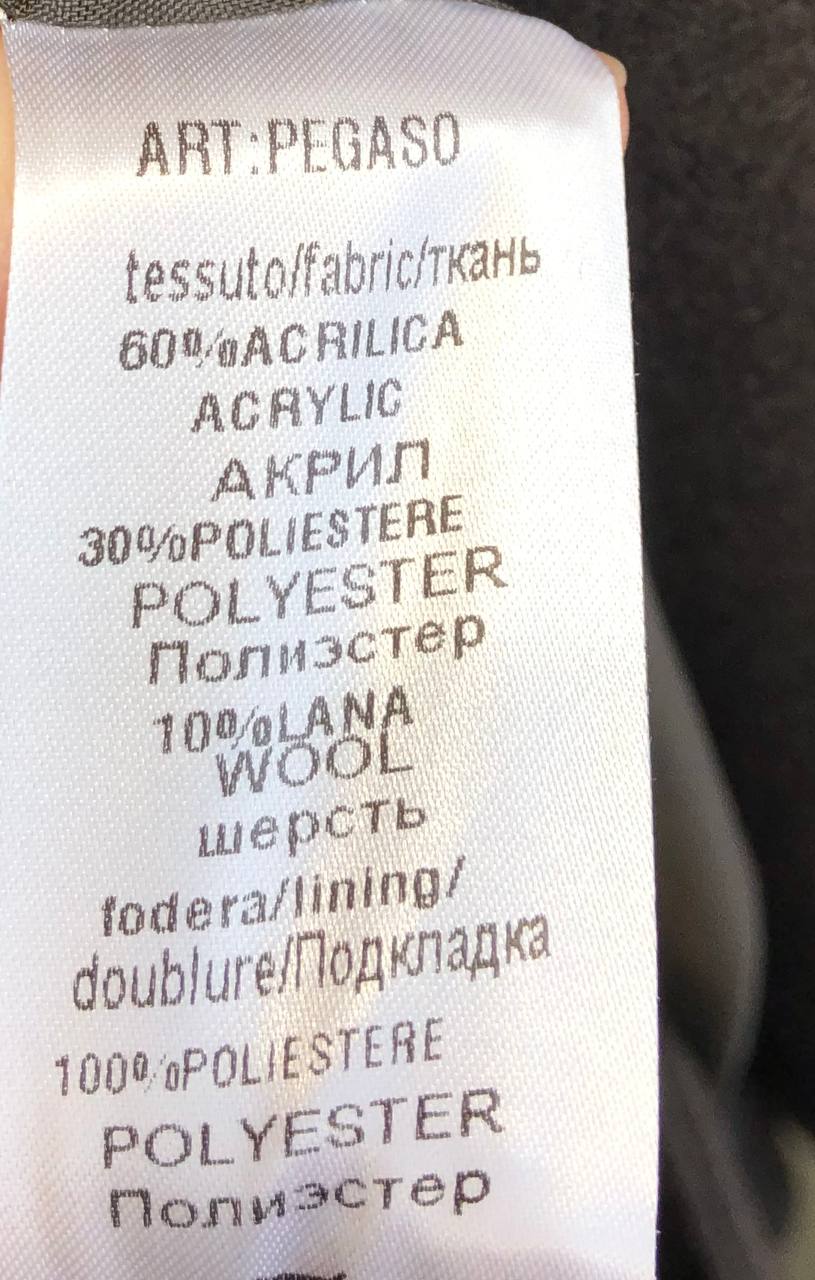 ART:PEGASO
tessuto/fabric/ткань
60%ACRILICA
ACRYLIC
АКРИЛ
30%POLIESTERE
POLYESTER
Полиэстер
10%LANA
WOOL
шерсть
fodera/lining/
doublure/Подкладка
100%POLIESTERE
POLYESTER
Полиэстер